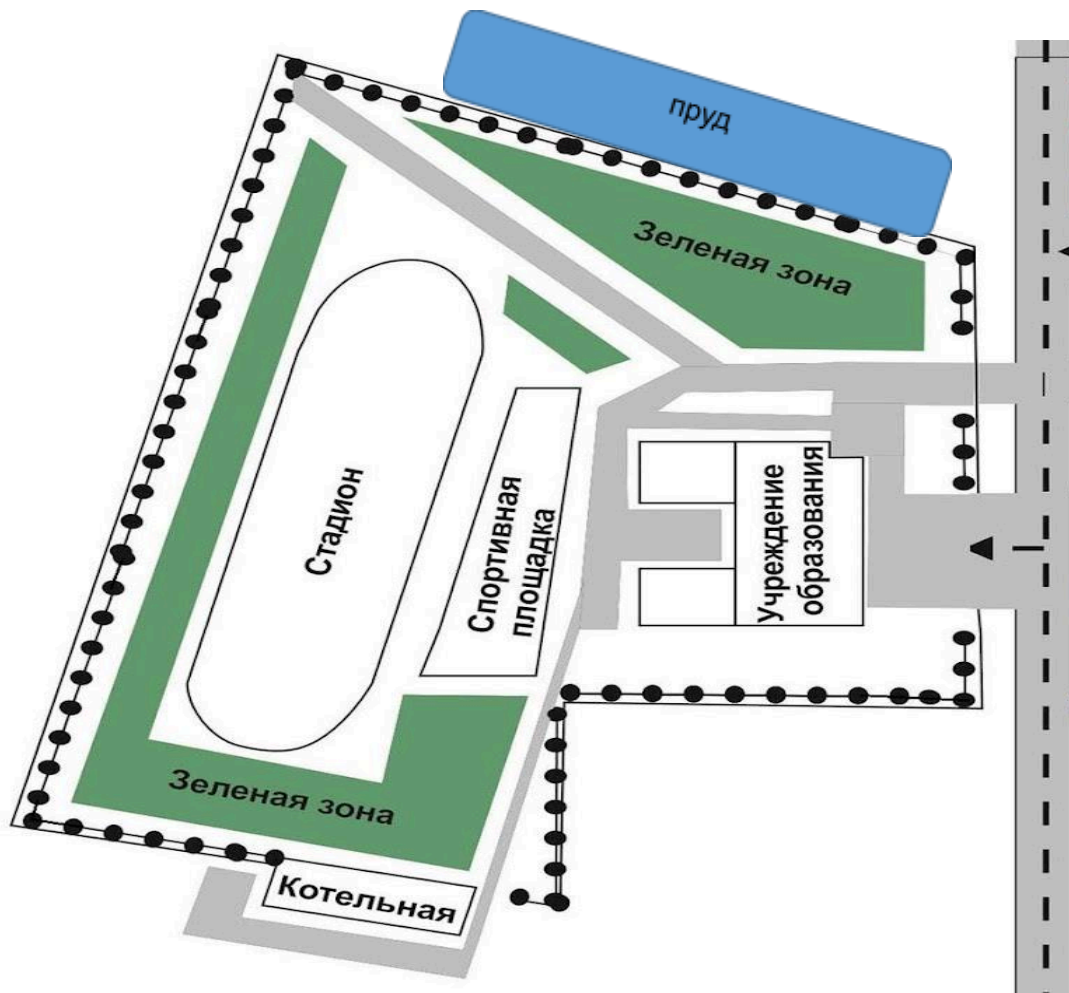 пруд
Зеленая зона
Стадион
Спортивная
площадка
Учреждение
образования
Зеленая зона
Котельная